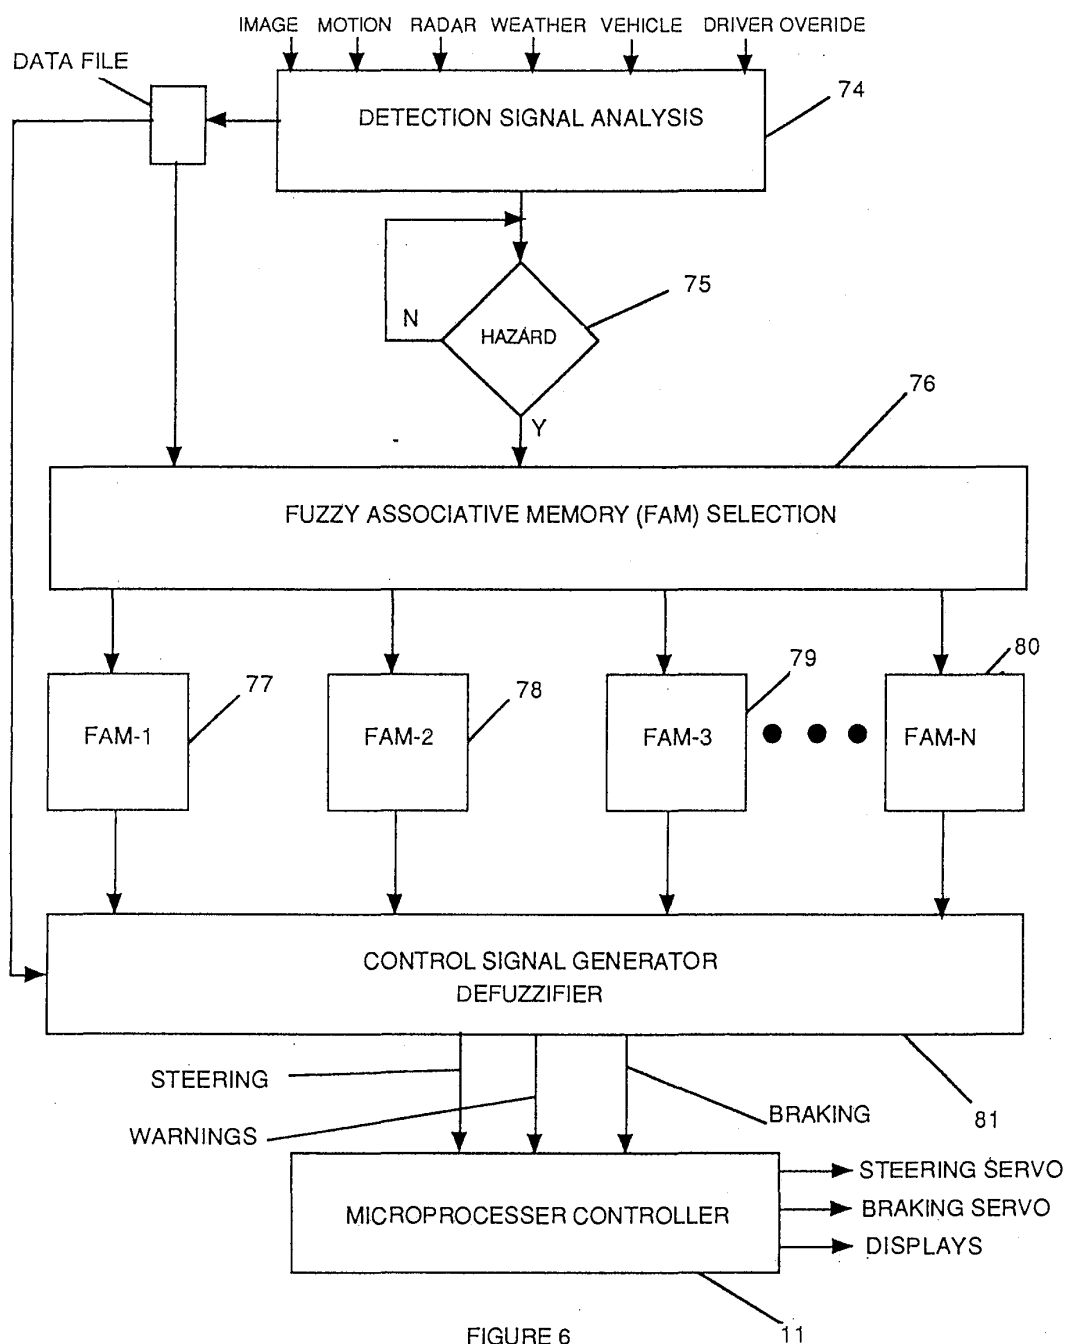 IMAGE MOTION RADAR WEATHER VEHICLE DRIVER OVERIDE
DATA FILE
74
DETECTION SIGNAL ANALYSIS
75
N
HAZARD
Y
76
FUZZY ASSOCIATIVE MEMORY (FAM) SELECTION
77
78
79
80
FAM-1
FAM-2
FAM-3
FAM-N
CONTROL SIGNAL GENERATOR
DEFUZZIFIER
STEERING
WARNINGS
BRAKING
81
MICROPROCESSER CONTROLLER
STEERING SERVO
BRAKING SERVO
DISPLAYS
11
FIGURE 6